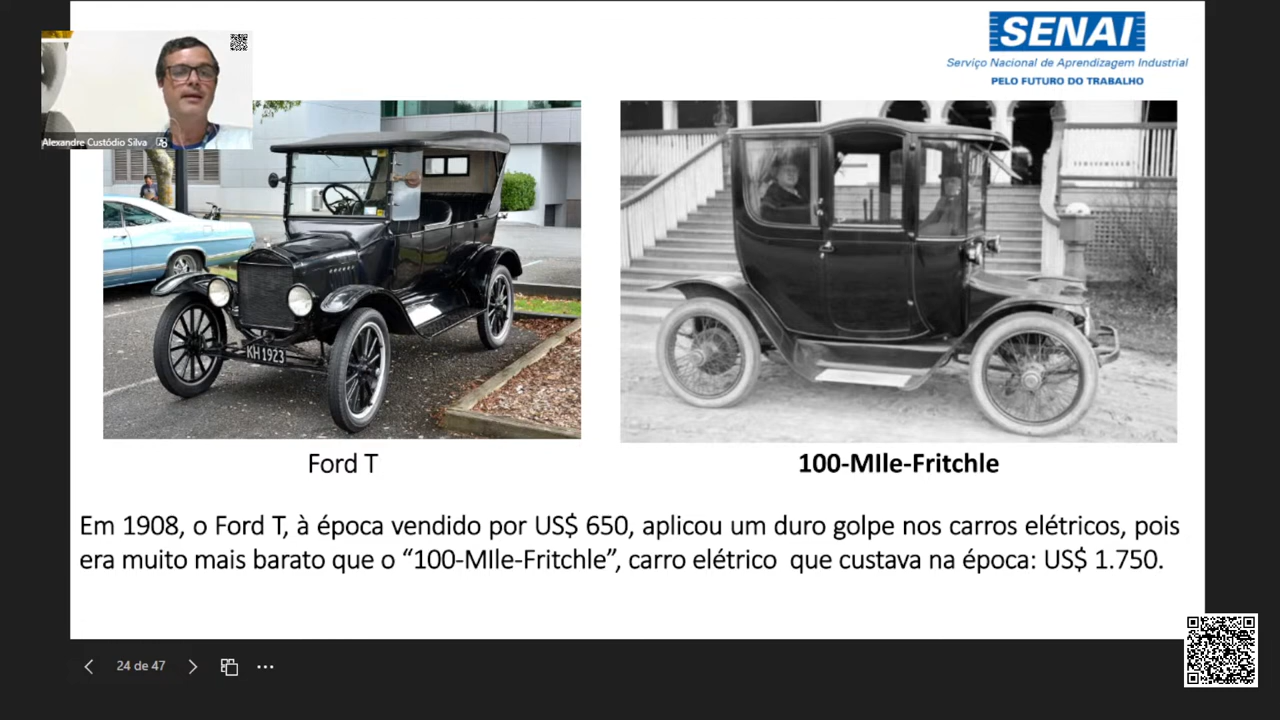 SENAI
Serviço Nacional de Aprendizagem Industrial
PELO FUTURO DO TRABALHO
Alexandre Custódio Silva
KH1923
Ford T
100-MIle-Fritchle
Em 1908, o Ford T, à época vendido por US$ 650, aplicou um duro golpe nos carros elétricos, pois
era muito mais barato que o “100-MIle-Fritchle”, carro elétrico que custava na época: US$ 1.750.
24 de 47